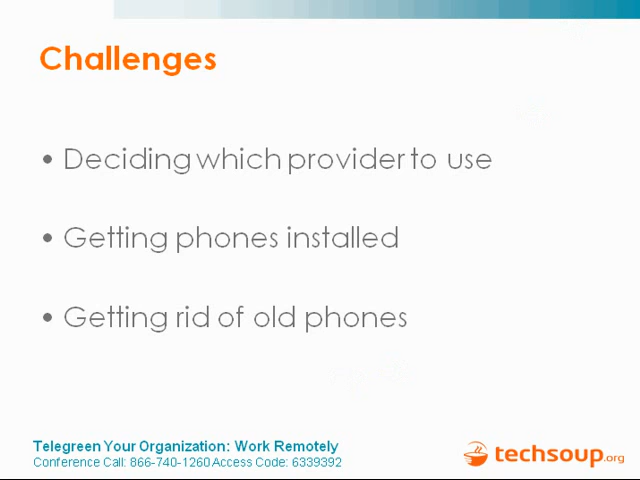 Challenges
• Deciding which provider to use
• Getting phones installed
• Getting rid of old phones
Telegreen Your Organization: Work Remotely
Conference Call: 866-740-1260 Access Code: 6339392
techsoup.org